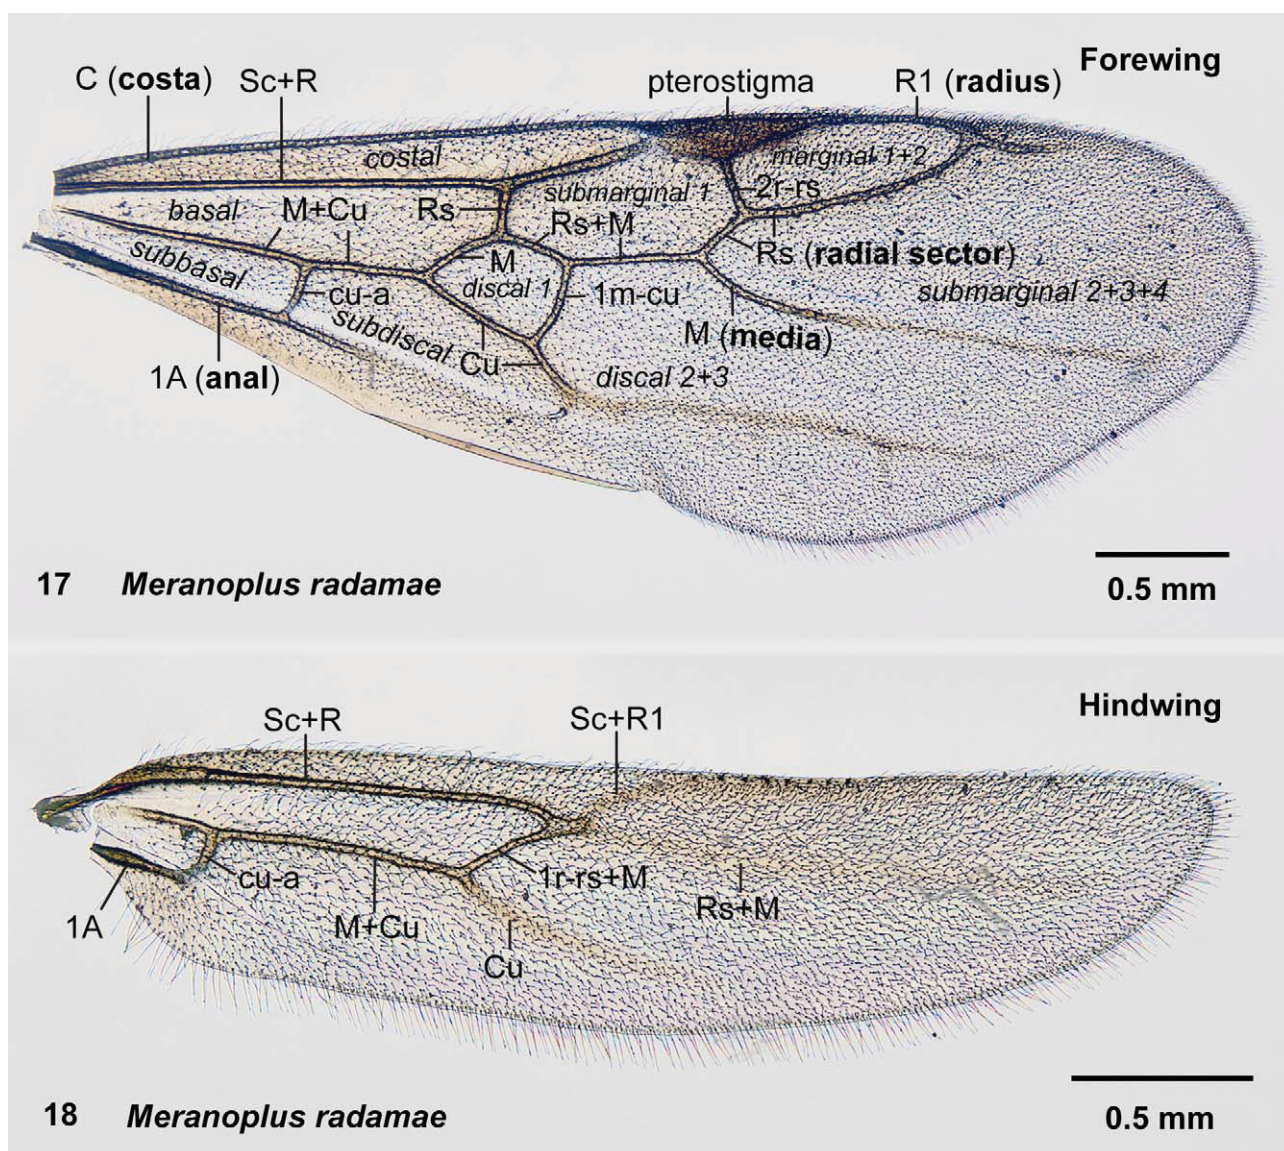 Forewing
C (costa) Sc+R pterostigma R1 (radius)
costal marginal 1+2
submarginal 1 2r-rs
basal M+Cu Rs Rs+M
subbasal M Rs (radial sector)
cu-a discal 1 1m-cu submarginal 2+3+4
subdiscal M (media)
1A (anal) Cu discal 2+3
17 Meranoplus radamae
0.5 mm
Hindwing
Sc+R Sc+R1
cu-a 1r-rs+M
1A M+Cu Rs+M
Cu
18 Meranoplus radamae
0.5 mm